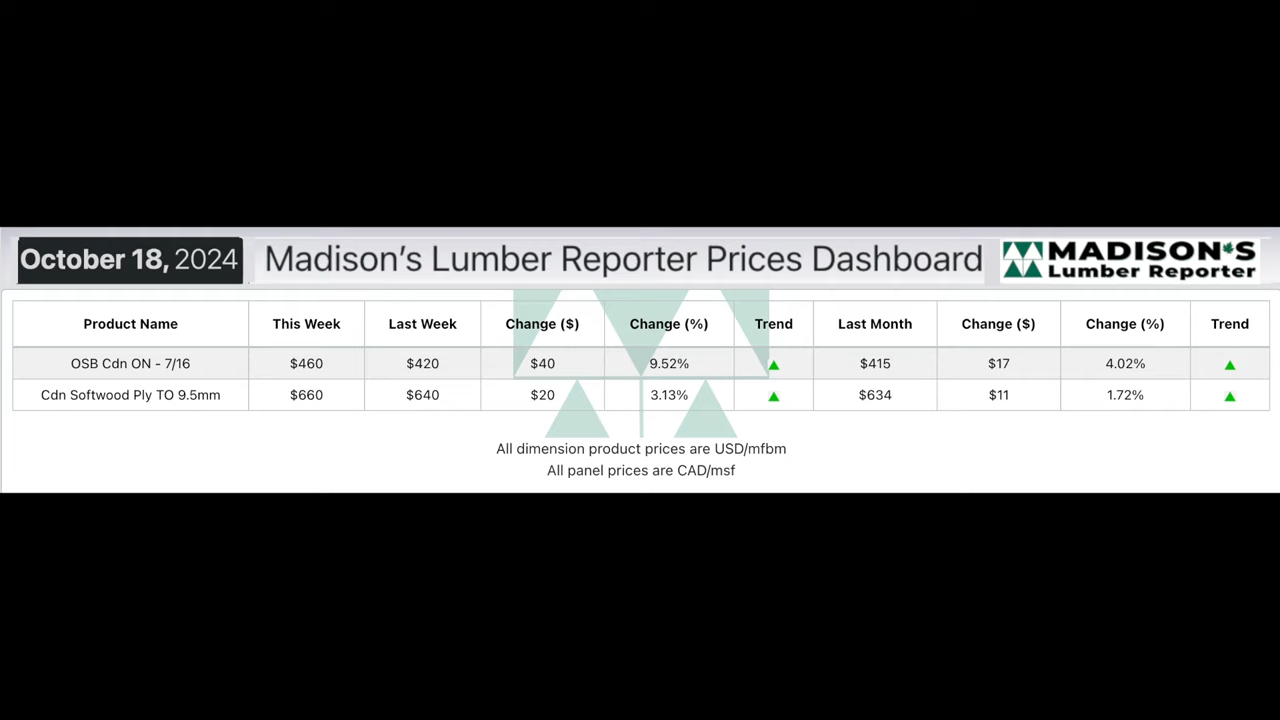 October 18, 2024 Madison's Lumber Reporter Prices Dashboard MADISON'S
Lumber Reporter
Product Name This Week Last Week Change ($) Change (%) Trend Last Month Change ($) Change (%) Trend
OSB Cdn ON - 7/16 $460 $420 $40 9.52% ▲ $415 $17 4.02% ▲
Cdn Softwood Ply TO 9.5mm $660 $640 $20 3.13% ▲ $634 $11 1.72% ▲
All dimension product prices are USD/mfbm
All panel prices are CAD/msf